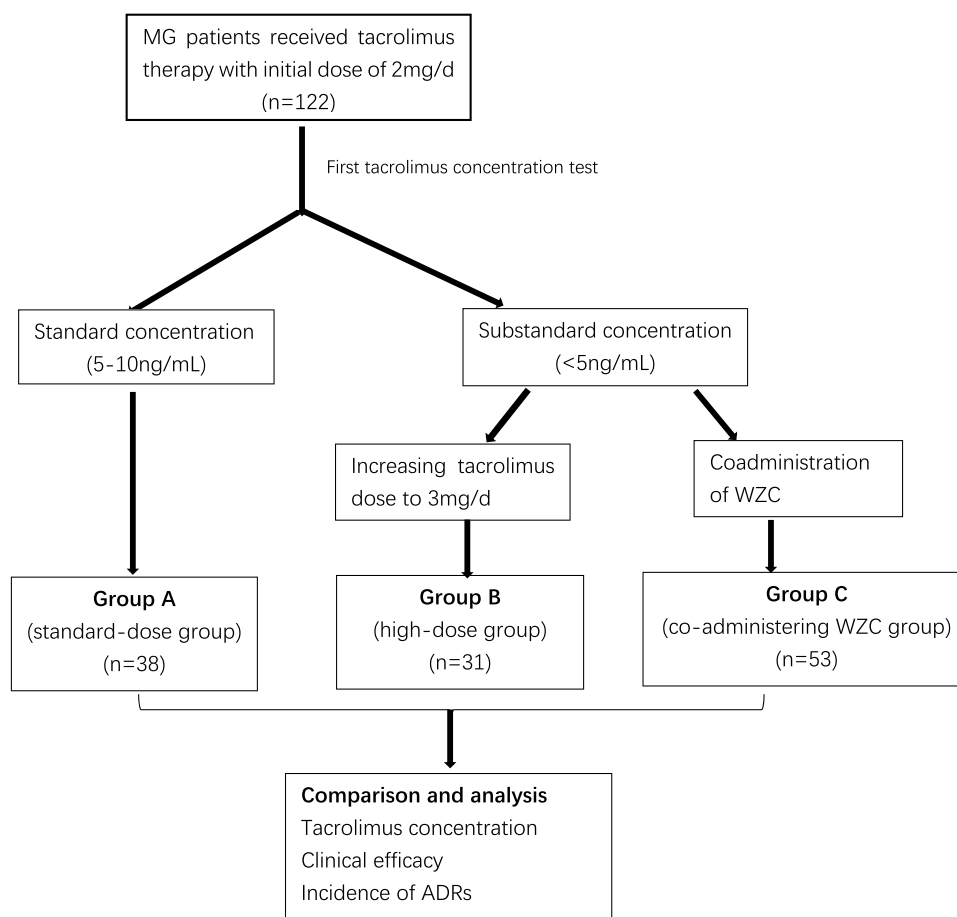 MG patients received tacrolimus
therapy with initial dose of 2mg/d
(n=122)
First tacrolimus concentration test
Standard concentration
(5-10ng/mL)
Substandard concentration
(<5ng/mL)
Increasing tacrolimus
dose to 3mg/d
Coadministration
of WZC
Group A
(standard-dose group)
(n=38)
Group B
(high-dose group)
(n=31)
Group C
(co-administering WZC group)
(n=53)
Comparison and analysis
Tacrolimus concentration
Clinical efficacy
Incidence of ADRs